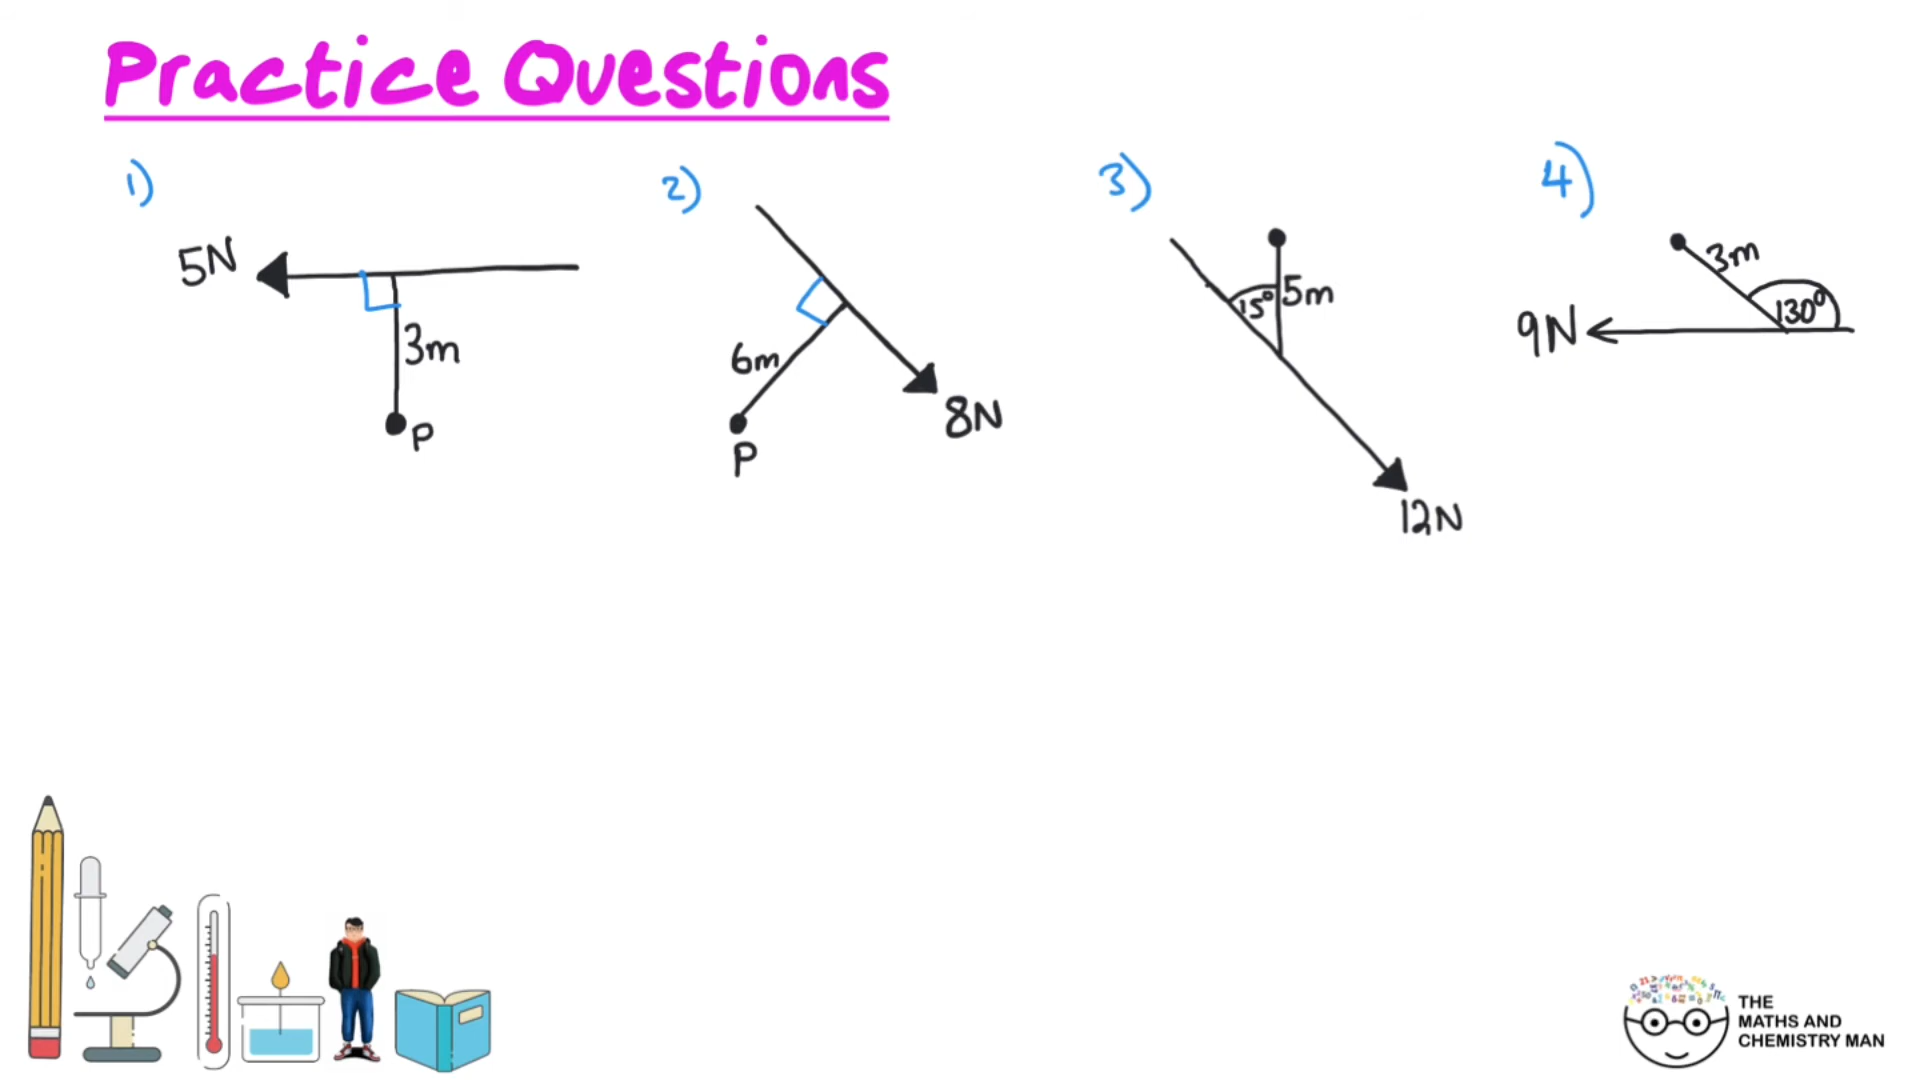 Practice Questions
1)
5N
3m
P
2)
6m
P
8N
3)
15°
5m
12N
4)
3m
130°
9N
THE
MATHS AND
CHEMISTRY MAN